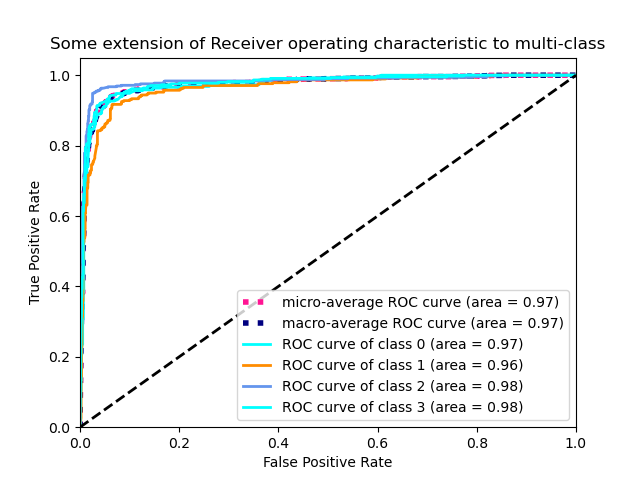 Some extension of Receiver operating characteristic to multi-class
1.0
0.8
0.6
0.4
0.2
0.0
True Positive Rate
micro-average ROC curve (area = 0.97)
macro-average ROC curve (area = 0.97)
ROC curve of class 0 (area = 0.97)
ROC curve of class 1 (area = 0.96)
ROC curve of class 2 (area = 0.98)
ROC curve of class 3 (area = 0.98)
0.0 0.2 0.4 0.6 0.8 1.0
False Positive Rate